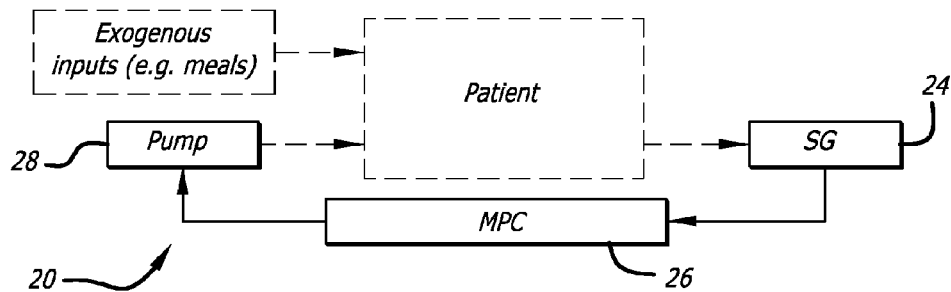 Exogenous
inputs (e.g. meals)
Patient
24
Pump
SG
28
MPC
20
26